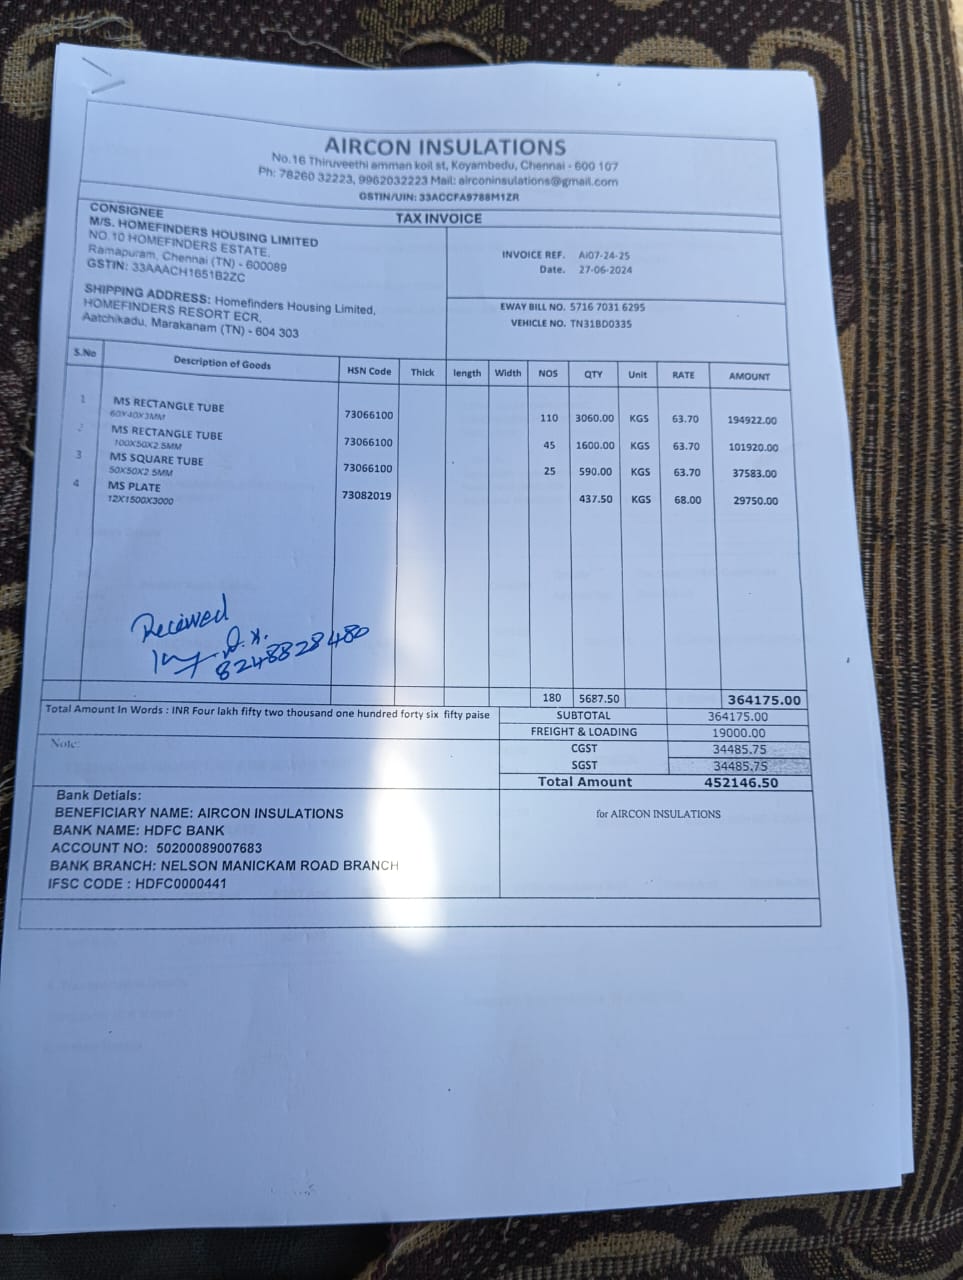 AIRCON INSULATIONS
No.16 Thiruveethi amman koil st, Koyambedu, Chennai - 600 107
Ph: 78260 32223, 9962032223 Mail: airconinsulations@gmail.com
GSTIN/UIN: 33ACCFA9788M1ZR
TAX INVOICE
CONSIGNEE
M/S. HOMEFINDERS HOUSING LIMITED
NO 10 HOMEFINDERS ESTATE,
Ramapuram, Chennai (TN) - 600089
GSTIN: 33AAACH1651B2ZC
SHIPPING ADDRESS: Homefinders Housing Limited,
HOMEFINDERS RESORT ECR,
Aatchikadu, Marakanam (TN) - 604 303
INVOICE REF. AI07-24-25
Date. 27-06-2024
EWAY BILL NO. 5716 7031 6295
VEHICLE NO. TN31BD0335
S.No Description of Goods HSN Code Thick length Width NOS QTY Unit RATE AMOUNT
1 MS RECTANGLE TUBE 73066100 110 3060.00 KGS 63.70 194922.00
60X40X3MM
2 MS RECTANGLE TUBE 73066100 45 1600.00 KGS 63.70 101920.00
100X50X2.5MM
3 MS SQUARE TUBE 73066100 25 590.00 KGS 63.70 37583.00
50X50X2.5MM
4 MS PLATE 73082019 437.50 KGS 68.00 29750.00
12X1500X3000
Received
8248828480
180 5687.50 364175.00
Total Amount In Words : INR Four lakh fifty two thousand one hundred forty six fifty paise
SUBTOTAL 364175.00
FREIGHT & LOADING 19000.00
Note:
CGST 34485.75
SGST 34485.75
Total Amount 452146.50
Bank Detials:
BENEFICIARY NAME: AIRCON INSULATIONS
BANK NAME: HDFC BANK
ACCOUNT NO: 50200089007683
BANK BRANCH: NELSON MANICKAM ROAD BRANCH
IFSC CODE : HDFC0000441
for AIRCON INSULATIONS